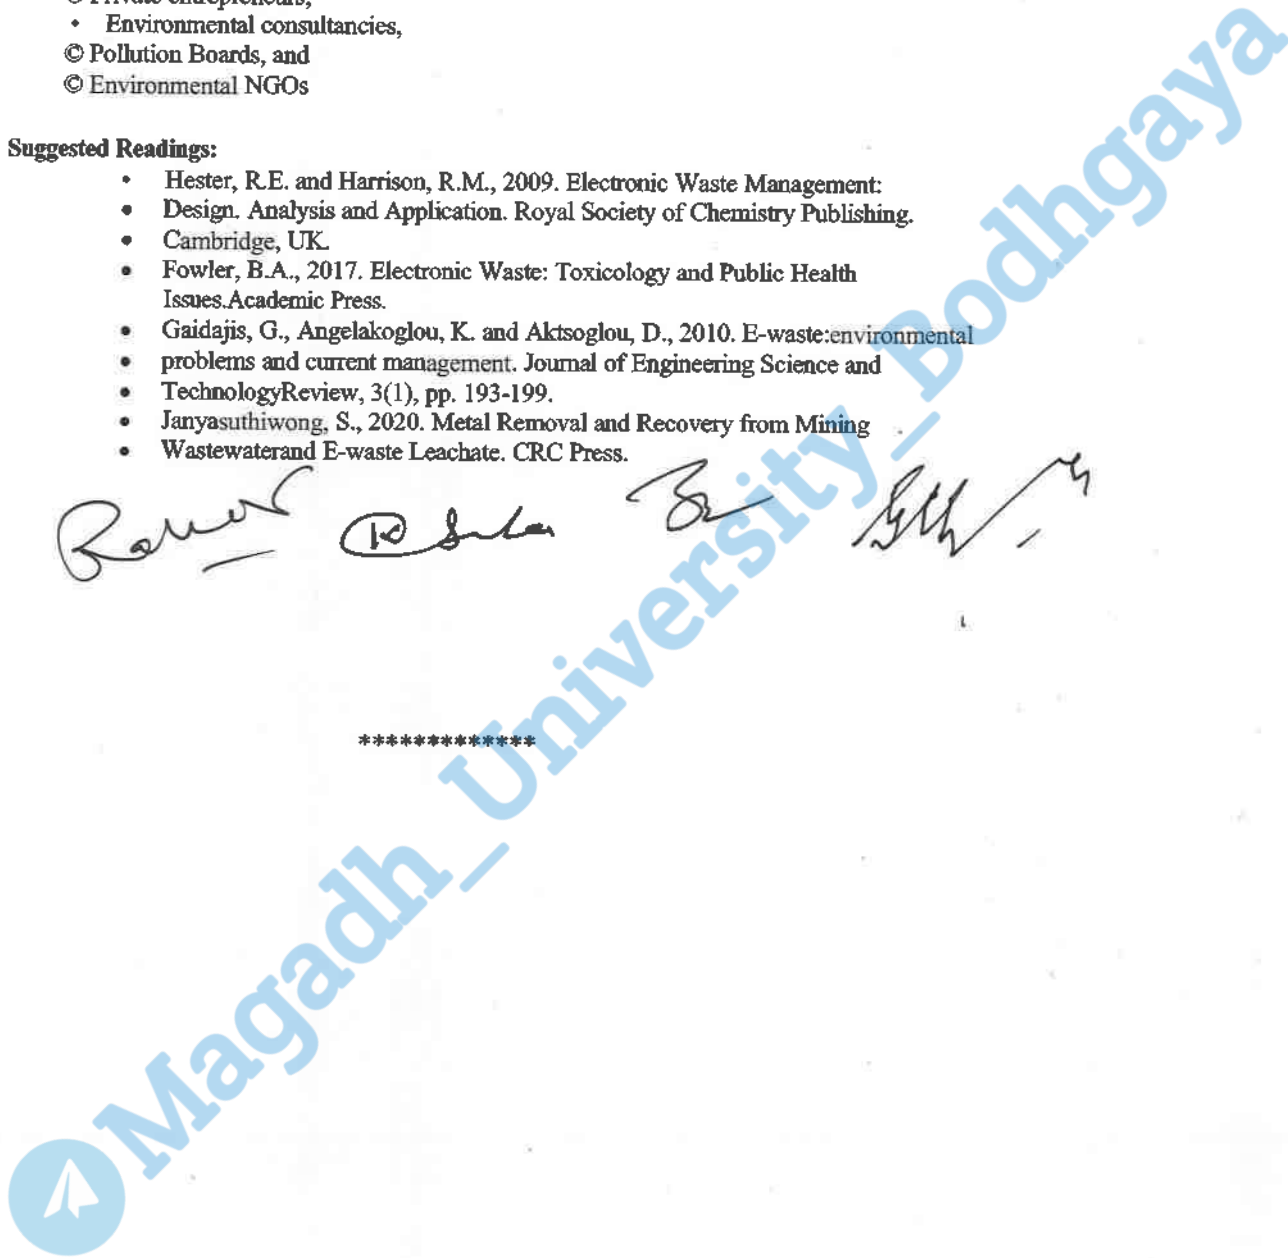 © Private entrepreneurs,
• Environmental consultancies,
© Pollution Boards, and
© Environmental NGOs
Suggested Readings:
• Hester, R.E. and Harrison, R.M., 2009. Electronic Waste Management:
• Design, Analysis and Application. Royal Society of Chemistry Publishing.
• Cambridge, UK.
• Fowler, B.A., 2017. Electronic Waste: Toxicology and Public Health
Issues.Academic Press.
• Gaidajis, G., Angelakoglou, K. and Aktsoglou, D., 2010. E-waste:environmental
• problems and current management. Journal of Engineering Science and
• TechnologyReview, 3(1), pp. 193-199.
• Janyasuthiwong, S., 2020. Metal Removal and Recovery from Mining
• Wastewaterand E-waste Leachate. CRC Press.
*************
Magadh_University_Bodhgaya